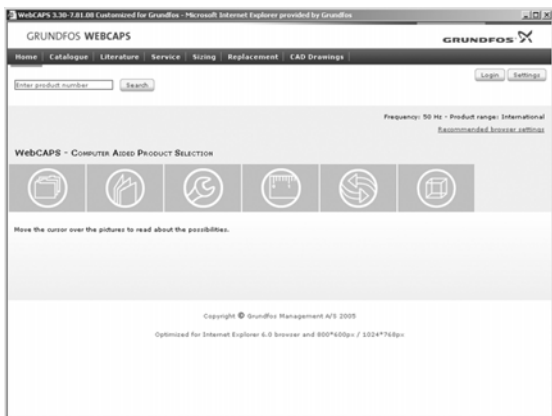 WebCAPS 3.30-7.81.08 Customized for Grundfos - Microsoft Internet Explorer provided by Grundfos
GRUNDFOS WEBCAPS
GRUNDFOS
Home Catalogue Literature Service Sizing Replacement CAD Drawings
Login Settings
Enter product number Search
Frequency: 50 Hz - Product range: International
Recommended browser settings
WebCAPS - Computer Aided Product Selection
Move the cursor over the pictures to read about the possibilities.
Copyright © Grundfos Management A/S 2005
Optimized for Internet Explorer 6.0 browser and 800*600px / 1024*768px